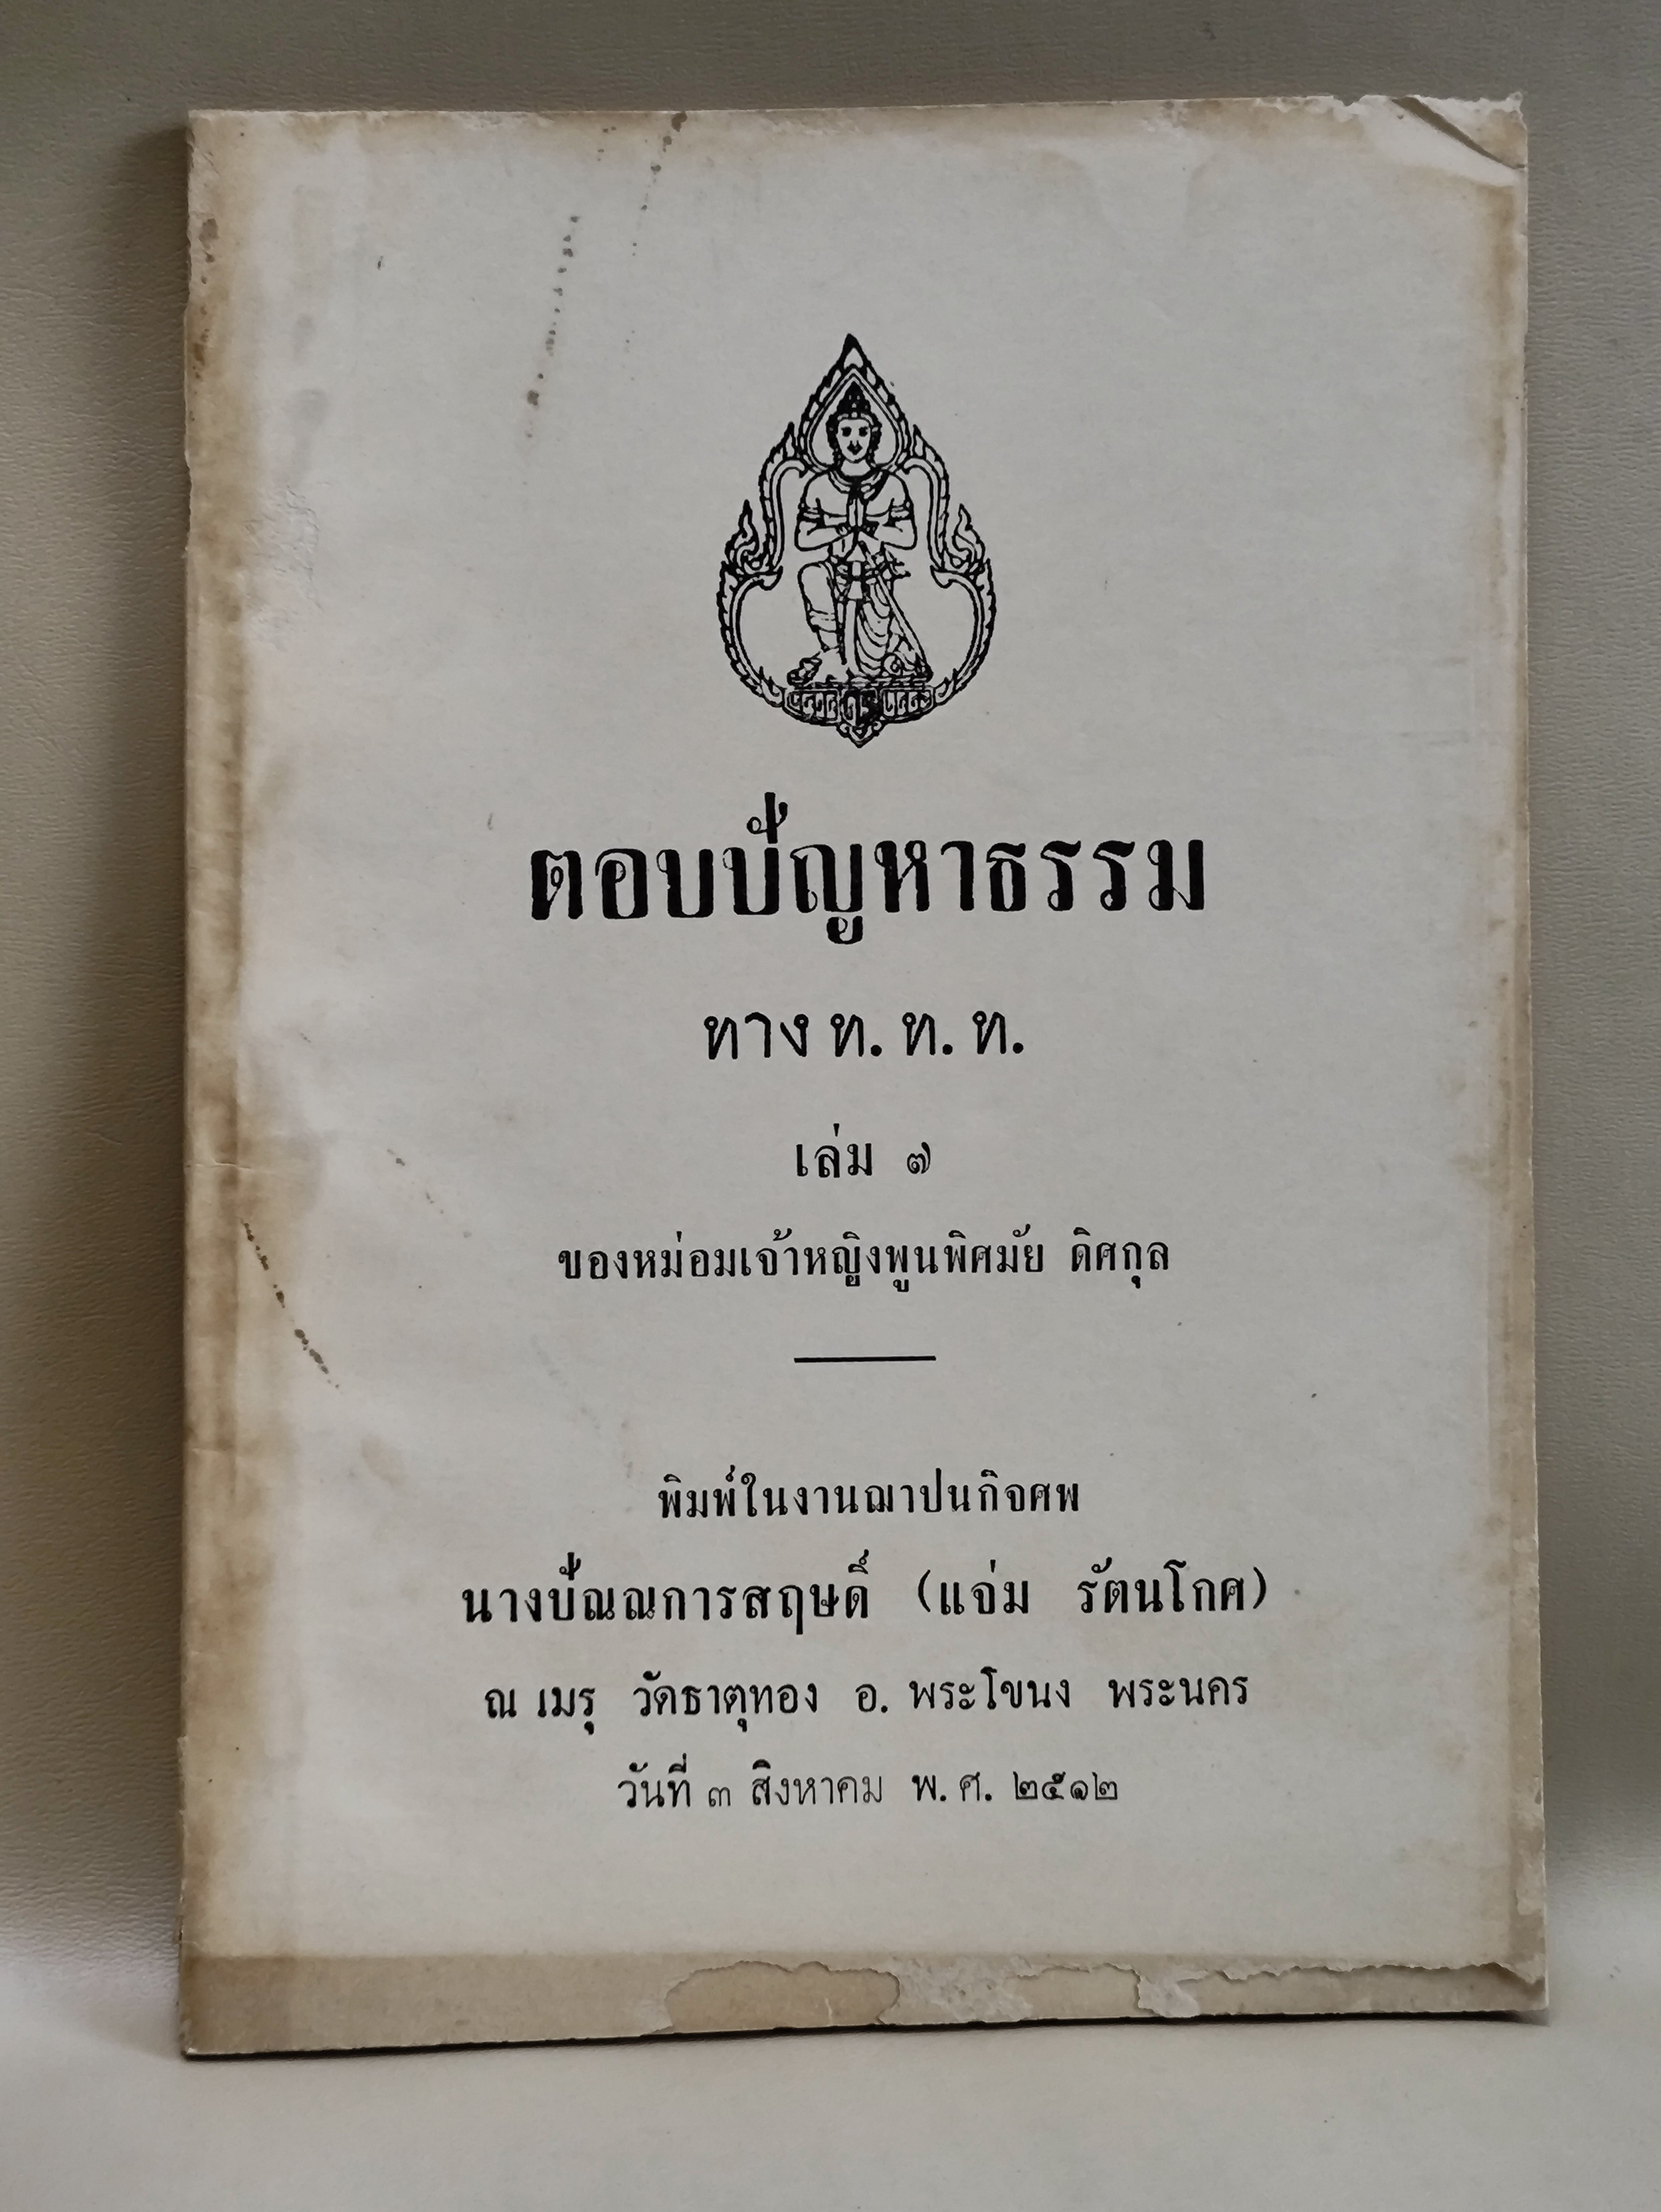 ตอบปัญหาธรรม
ทาง ท. ท. ท.
เล่ม ๗
ของหม่อมเจ้าหญิงพูนพิศมัย ดิศกุล
พิมพ์ในงานฌาปนกิจศพ
นางปัณณการสฤษดิ์ (แจ่ม รัตนโกศ)
ณ เมรุ วัดธาตุทอง อ. พระโขนง พระนคร
วันที่ ๓ สิงหาคม พ. ศ. ๒๕๑๒